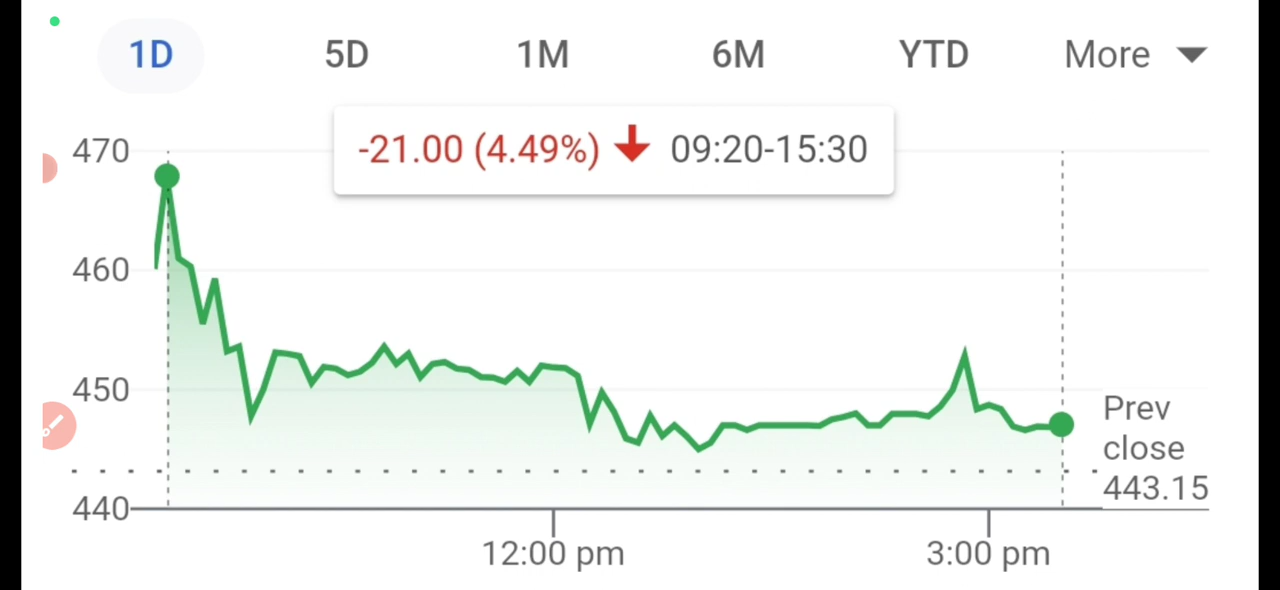 1D 5D 1M 6M YTD More
-21.00 (4.49%) 09:20-15:30
470
460
450
Prev
close
443.15
440
12:00 pm 3:00 pm